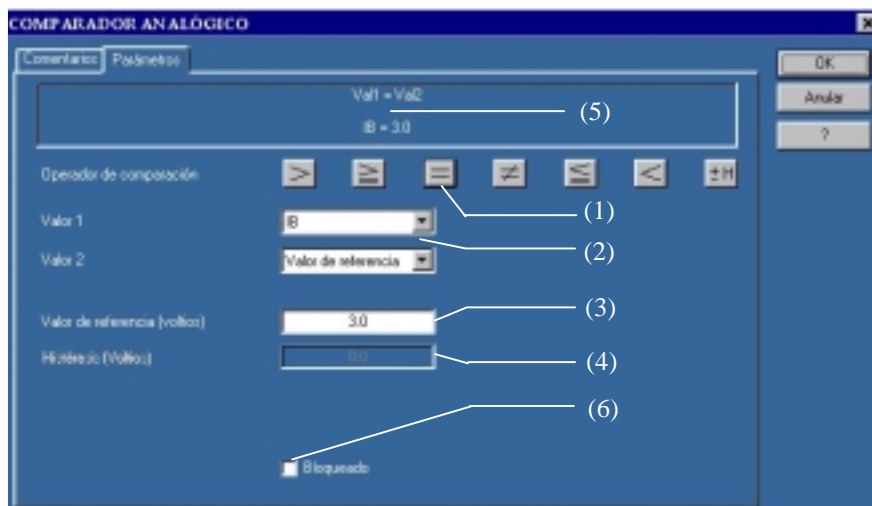 COMPARADOR ANALÓGICO
Comentarios Parámetros
OK
Val1 = Val2
(5)
Anular
IB = 3.0
?
Operador de comparación > ≧ = ≠ ≦ < ±H
(1)
Valor 1 IB
(2)
Valor 2 Valor de referencia
(3)
Valor de referencia (voltios) 3.0
Histéresis (Voltios) 0.0
(4)
(6)
Bloqueado